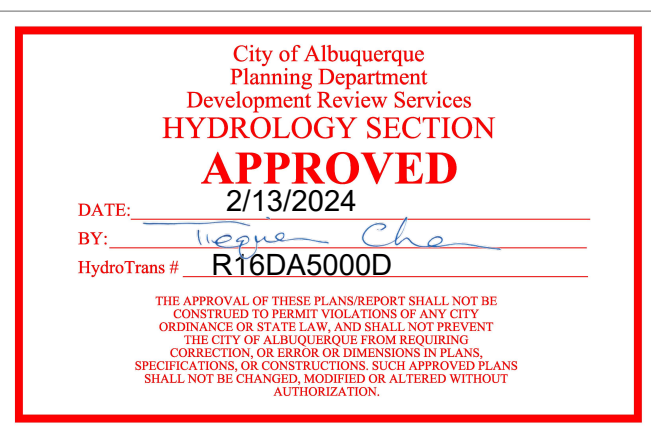 City of Albuquerque
Planning Department
Development Review Services
HYDROLOGY SECTION
APPROVED
DATE: 2/13/2024
BY:
HydroTrans # R16DA5000D
THE APPROVAL OF THESE PLANS/REPORT SHALL NOT BE
CONSTRUED TO PERMIT VIOLATIONS OF ANY CITY
ORDINANCE OR STATE LAW, AND SHALL NOT PREVENT
THE CITY OF ALBUQUERQUE FROM REQUIRING
CORRECTION, OR ERROR OR DIMENSIONS IN PLANS,
SPECIFICATIONS, OR CONSTRUCTIONS. SUCH APPROVED PLANS
SHALL NOT BE CHANGED, MODIFIED OR ALTERED WITHOUT
AUTHORIZATION.